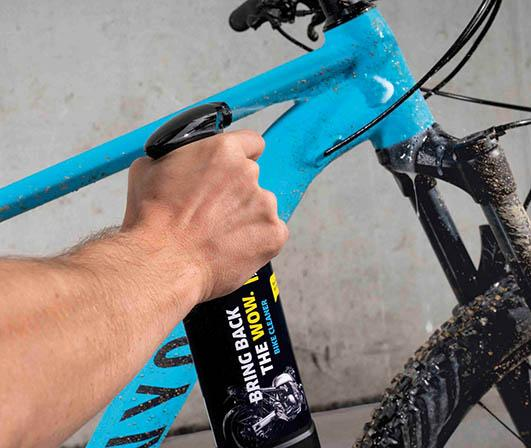 BRING BACK
THE WOW.
BIKE CLEANER